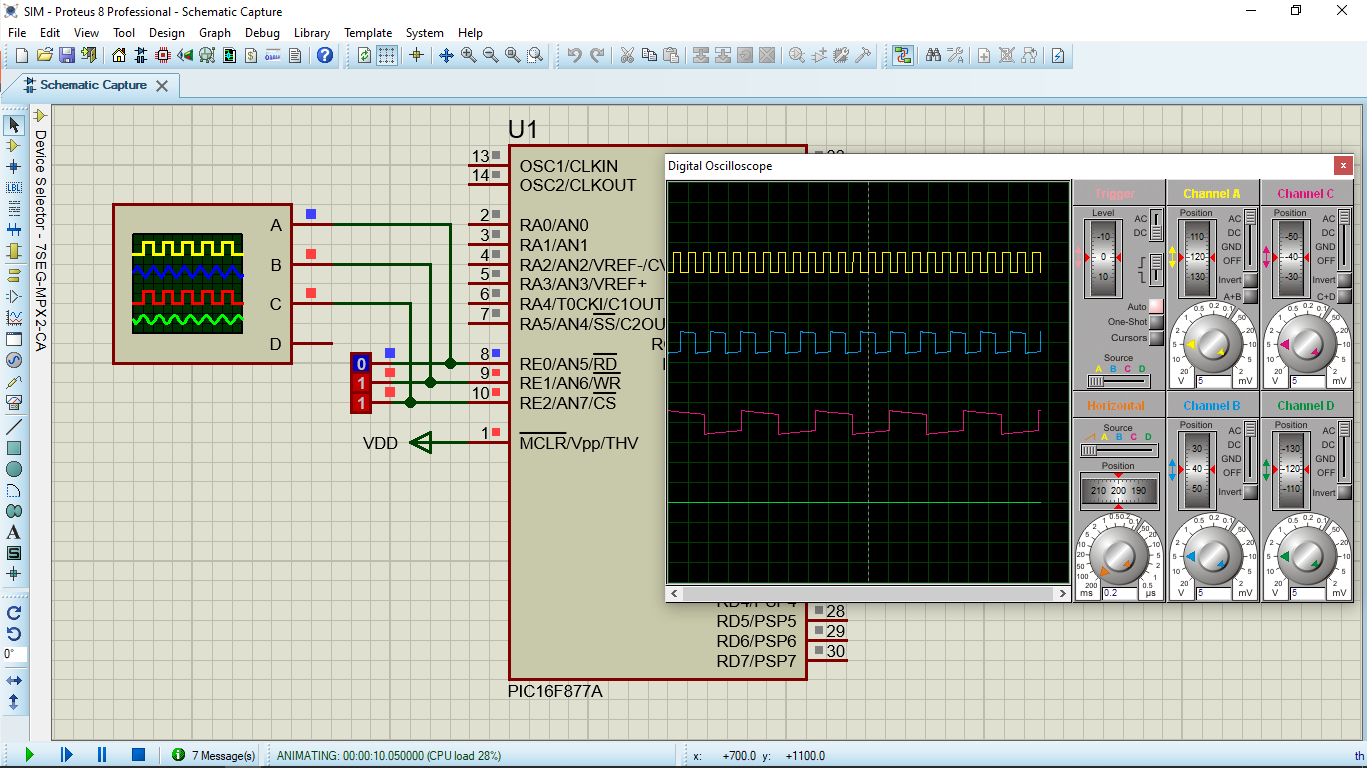 SIM - Proteus 8 Professional - Schematic Capture
File Edit View Tool Design Graph Debug Library Template System Help
Schematic Capture
Device Selector - 7SEG-MPX2-CA
LBL
A
S
0°
U1
13
14
2
3
4
5
6
7
8
9
10
1
OSC1/CLKIN
OSC2/CLKOUT
RA0/AN0
RA1/AN1
RA2/AN2/VREF-/CV
RA3/AN3/VREF+
RA4/T0CKI/C1OUT
RA5/AN4/SS/C2OU
RE0/AN5/RD
RE1/AN6/WR
RE2/AN7/CS
MCLR/Vpp/THV
A
B
C
D
0
1
1
VDD
RD4/PSP4
RD5/PSP5
RD6/PSP6
RD7/PSP7
28
29
30
PIC16F877A
Digital Oscilloscope
Trigger
Level
-10
0
10
AC
DC
Auto
One-Shot
Cursors
Source
A B C D
Channel A
Position
110
120
130
AC
DC
GND
OFF
Invert
A+B
V 5 mV
Channel C
Position
-50
-40
-30
AC
DC
GND
OFF
Invert
C+D
V 5 mV
Horizontal
Source
A B C D
Position
210 200 190
ms 0.2 µs
Channel B
Position
30
40
50
AC
DC
GND
OFF
Invert
V 5 mV
Channel D
Position
-130
-120
-110
AC
DC
GND
OFF
Invert
V 5 mV
7 Message(s)
ANIMATING: 00:00:10.050000 (CPU load 28%)
x: +700.0 y: +1100.0
th